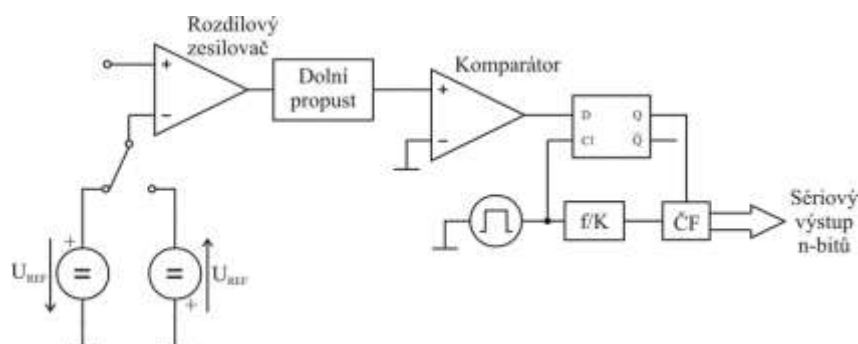 Rozdílový
zesilovač
+
−
Dolní
propust
Komparátor
+
−
D Q
Cl Q̄
f/K
ČF
Sériový
výstup
n-bitů
+
=
U_REF
=
+
U_REF